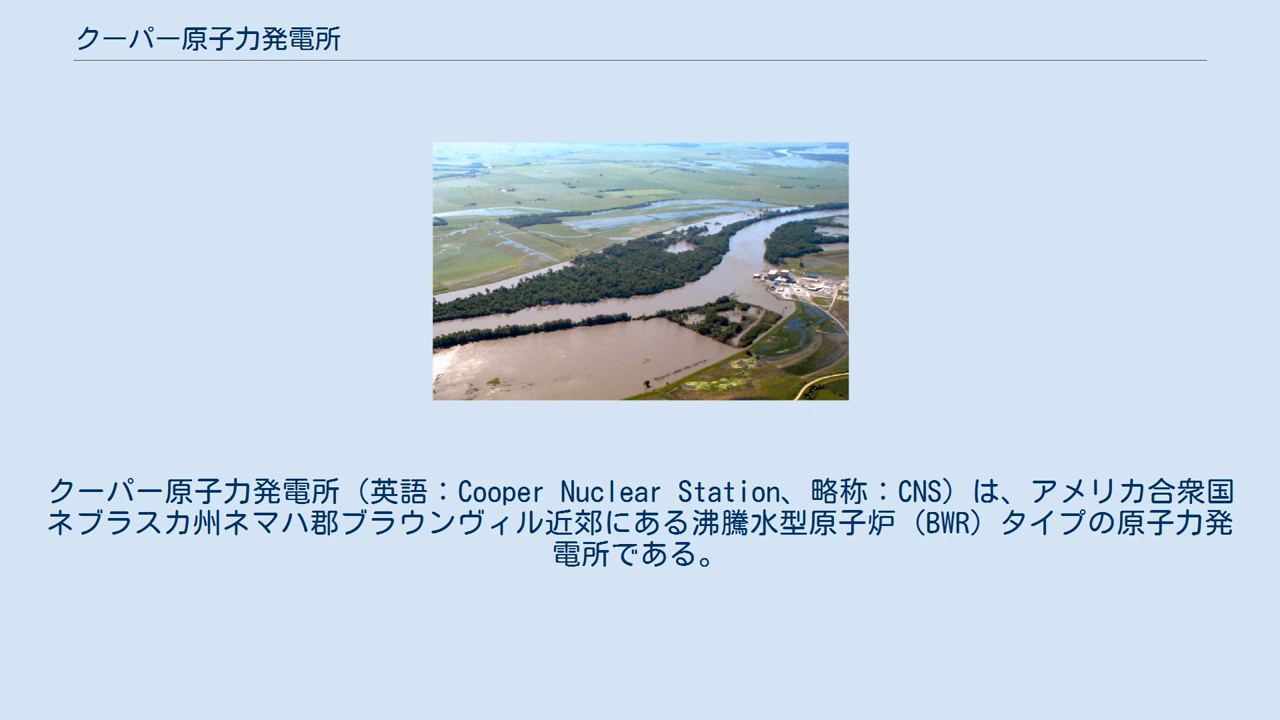 クーパー原子力発電所
クーパー原子力発電所（英語：Cooper Nuclear Station、略称：CNS）は、アメリカ合衆国
ネブラスカ州ネマハ郡ブラウンヴィル近郊にある沸騰水型原子炉（BWR）タイプの原子力発
電所である。